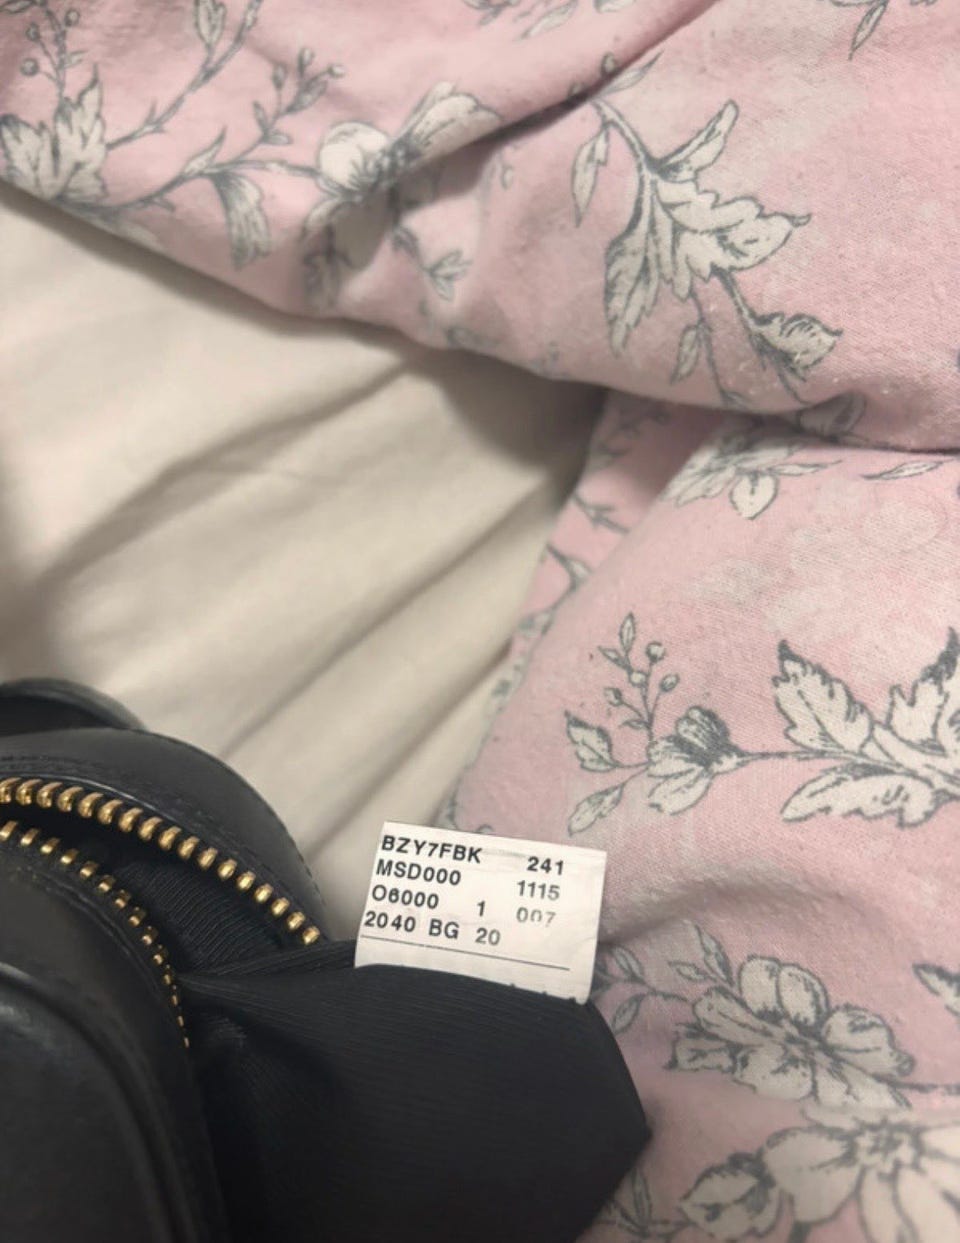 BZY7FBK 241
MSD000 1115
O6000 1 007
2040 BG 20